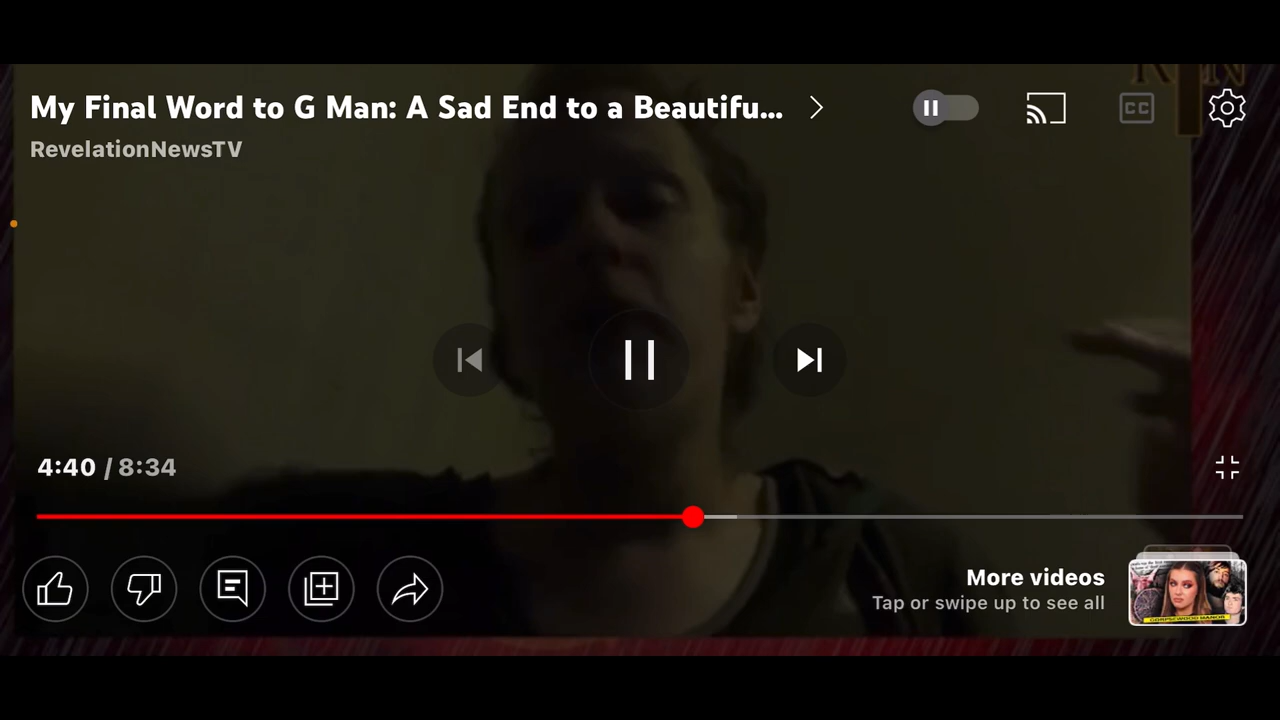 My Final Word to G Man: A Sad End to a Beautifu...
RevelationNewsTV
CC
4:40 / 8:34
More videos
Tap or swipe up to see all